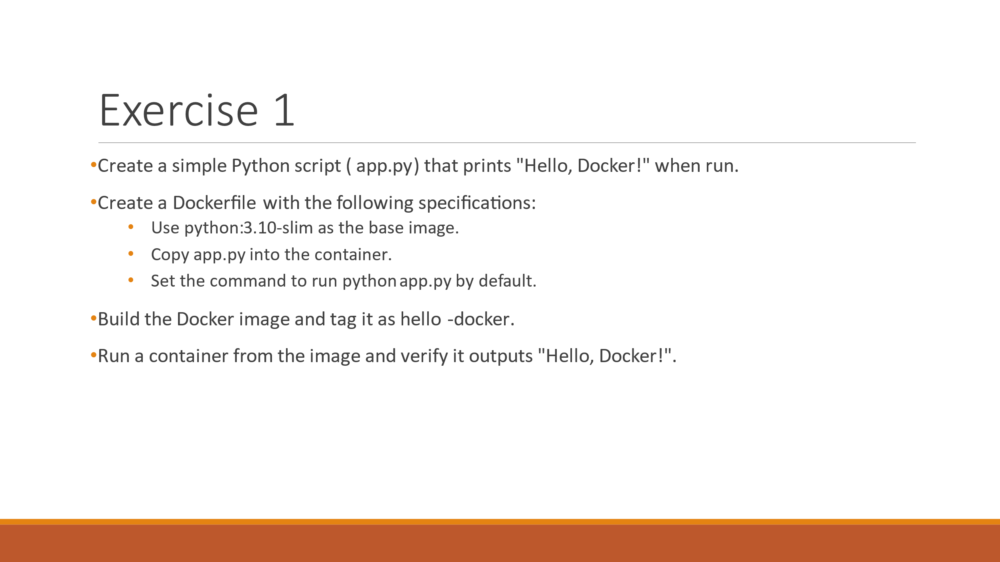 Exercise 1
•Create a simple Python script ( app.py) that prints "Hello, Docker!" when run.
•Create a Dockerfile with the following specifications:
• Use python:3.10-slim as the base image.
• Copy app.py into the container.
• Set the command to run python app.py by default.
•Build the Docker image and tag it as hello -docker.
•Run a container from the image and verify it outputs "Hello, Docker!".